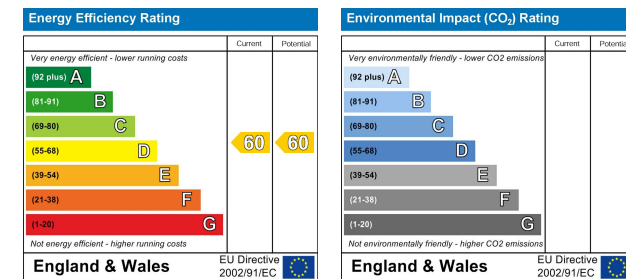 Energy Efficiency Rating
Current Potential
Very energy efficient - lower running costs
(92 plus) A
(81-91) B
(69-80) C
(55-68) D
60 60
(39-54) E
(21-38) F
(1-20) G
Not energy efficient - higher running costs
England & Wales
EU Directive
2002/91/EC
Environmental Impact (CO₂) Rating
Current Potential
Very environmentally friendly - lower CO2 emissions
(92 plus) A
(81-91) B
(69-80) C
(55-68) D
(39-54) E
(21-38) F
(1-20) G
Not environmentally friendly - higher CO2 emissions
England & Wales
EU Directive
2002/91/EC